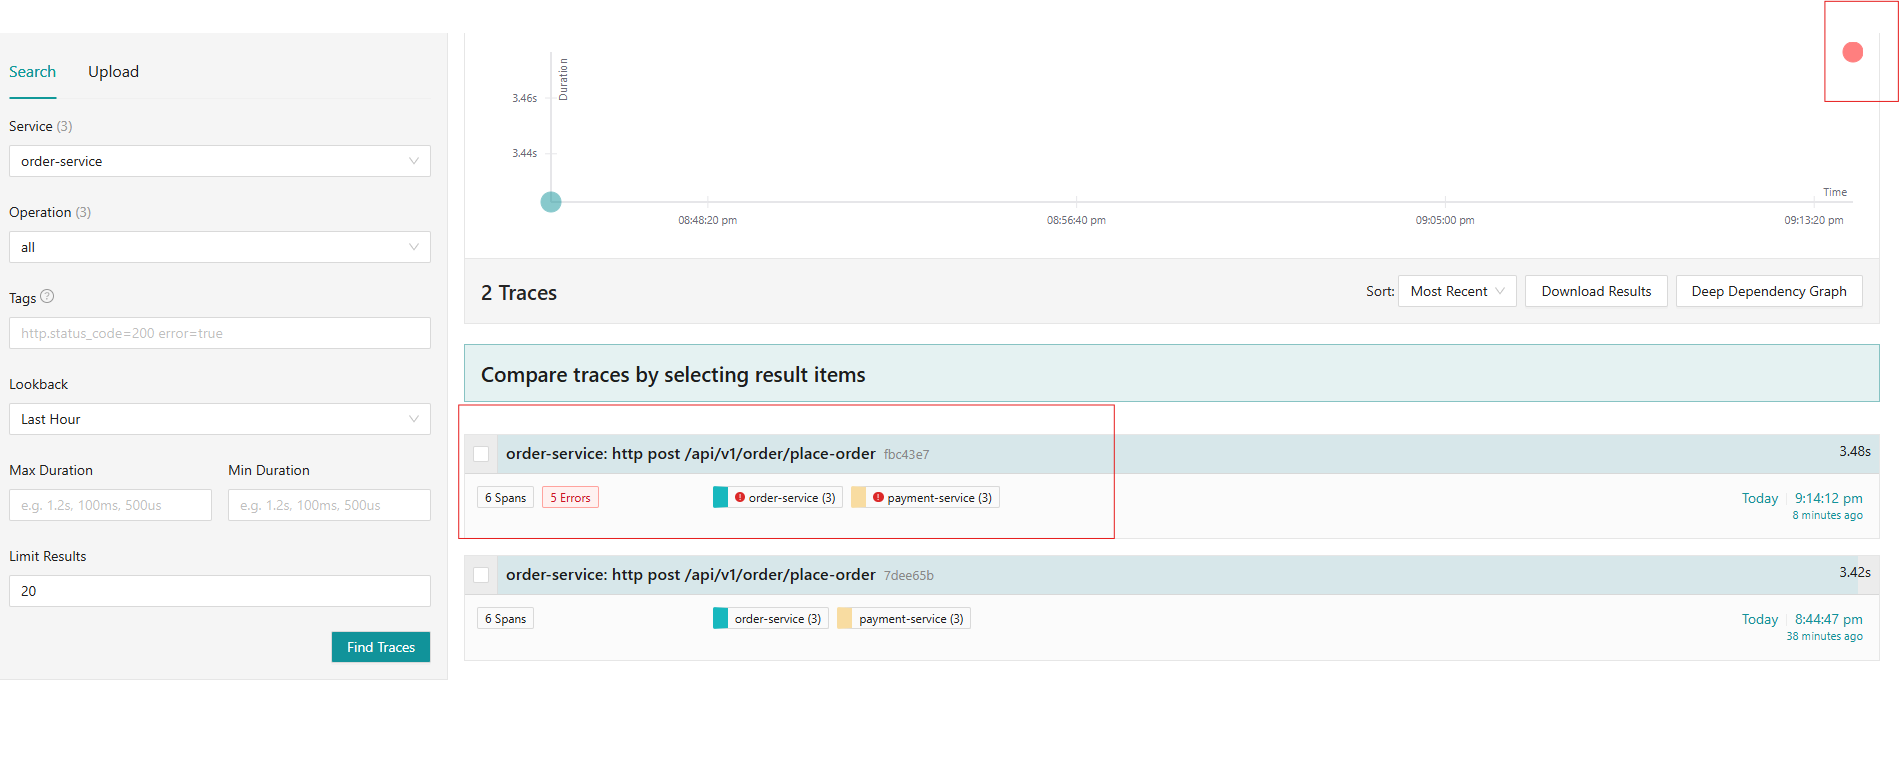 Search Upload
Service (3)
order-service
Operation (3)
all
Tags ?
http.status_code=200 error=true
Lookback
Last Hour
Max Duration Min Duration
e.g. 1.2s, 100ms, 500us e.g. 1.2s, 100ms, 500us
Limit Results
20
Find Traces
Duration
3.46s
3.44s
Time
08:48:20 pm 08:56:40 pm 09:05:00 pm 09:13:20 pm
2 Traces Sort: Most Recent Download Results Deep Dependency Graph
Compare traces by selecting result items
order-service: http post /api/v1/order/place-order fbc43e7 3.48s
6 Spans 5 Errors ! order-service (3) ! payment-service (3) Today 9:14:12 pm
8 minutes ago
order-service: http post /api/v1/order/place-order 7dee65b 3.42s
6 Spans order-service (3) payment-service (3) Today 8:44:47 pm
38 minutes ago